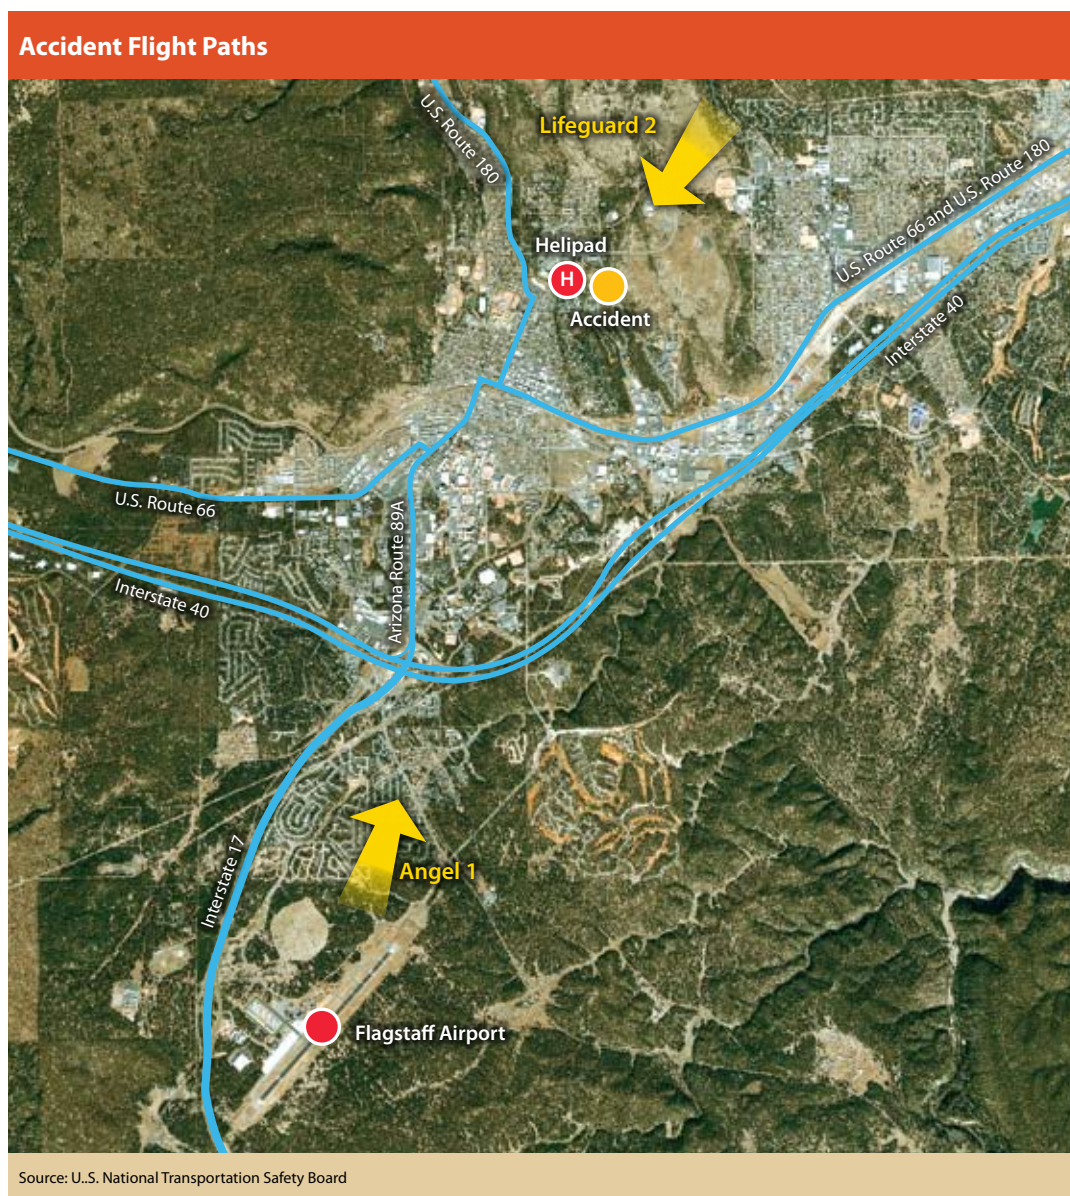 Accident Flight Paths
U.S. Route 180
Lifeguard 2
U.S. Route 66 and U.S. Route 180
Helipad
H
Accident
Interstate 40
U.S. Route 66
Arizona Route 89A
Interstate 40
Interstate 17
Angel 1
Flagstaff Airport
Source: U..S. National Transportation Safety Board